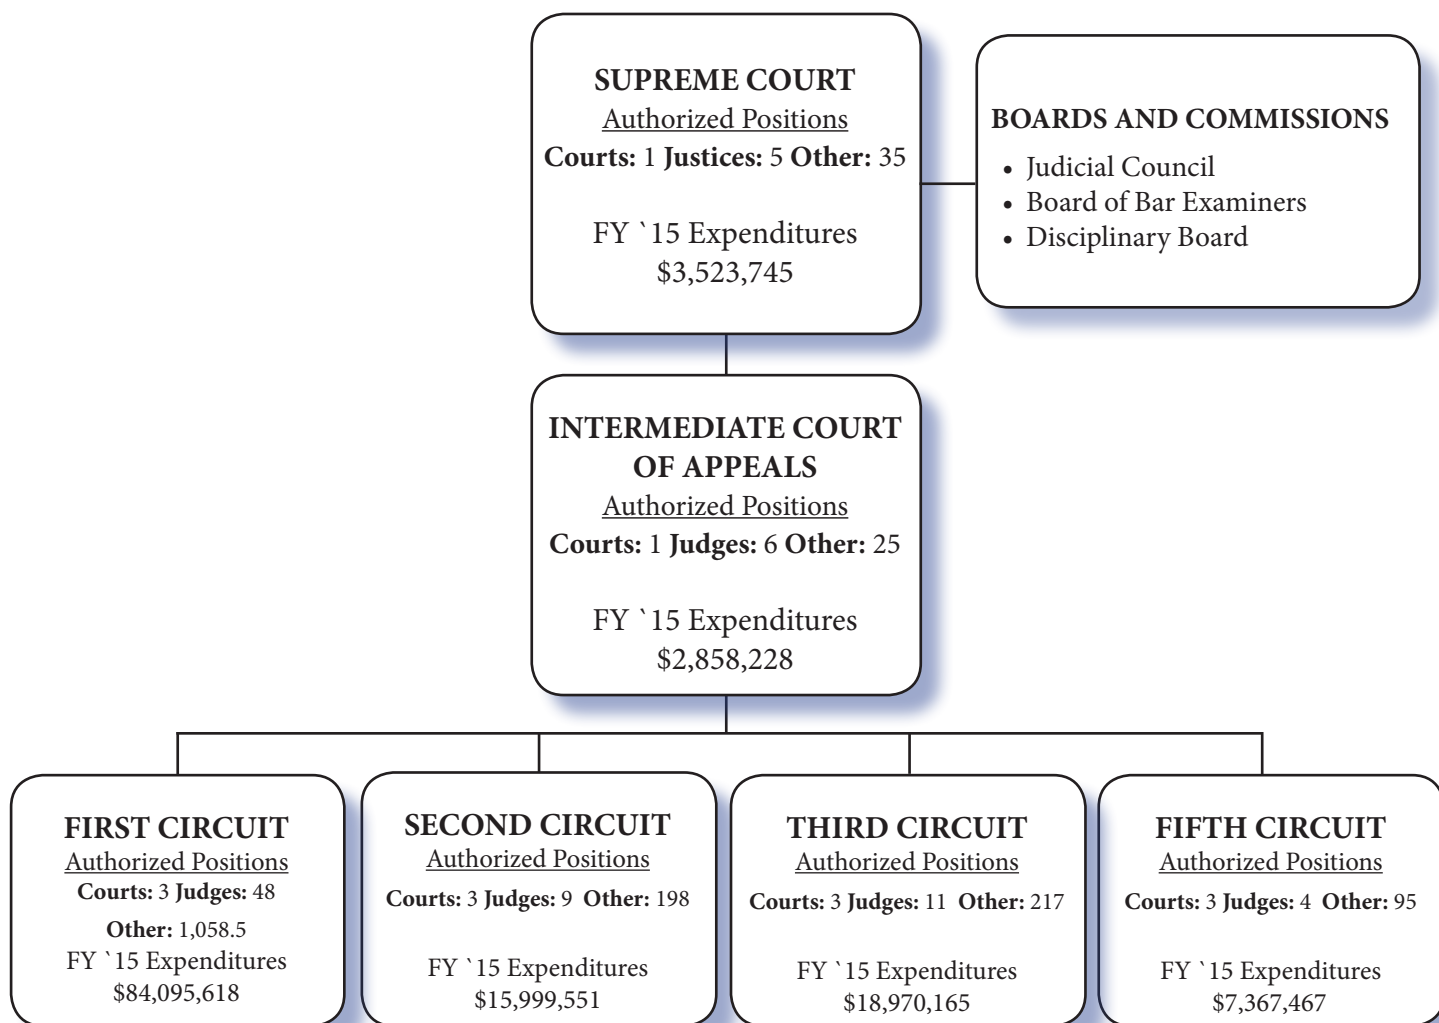 SUPREME COURT
Authorized Positions
Courts: 1 Justices: 5 Other: 35
FY `15 Expenditures
$3,523,745
BOARDS AND COMMISSIONS
• Judicial Council
• Board of Bar Examiners
• Disciplinary Board
INTERMEDIATE COURT
OF APPEALS
Authorized Positions
Courts: 1 Judges: 6 Other: 25
FY `15 Expenditures
$2,858,228
FIRST CIRCUIT
Authorized Positions
Courts: 3 Judges: 48
Other: 1,058.5
FY `15 Expenditures
$84,095,618
SECOND CIRCUIT
Authorized Positions
Courts: 3 Judges: 9 Other: 198
FY `15 Expenditures
$15,999,551
THIRD CIRCUIT
Authorized Positions
Courts: 3 Judges: 11 Other: 217
FY `15 Expenditures
$18,970,165
FIFTH CIRCUIT
Authorized Positions
Courts: 3 Judges: 4 Other: 95
FY `15 Expenditures
$7,367,467